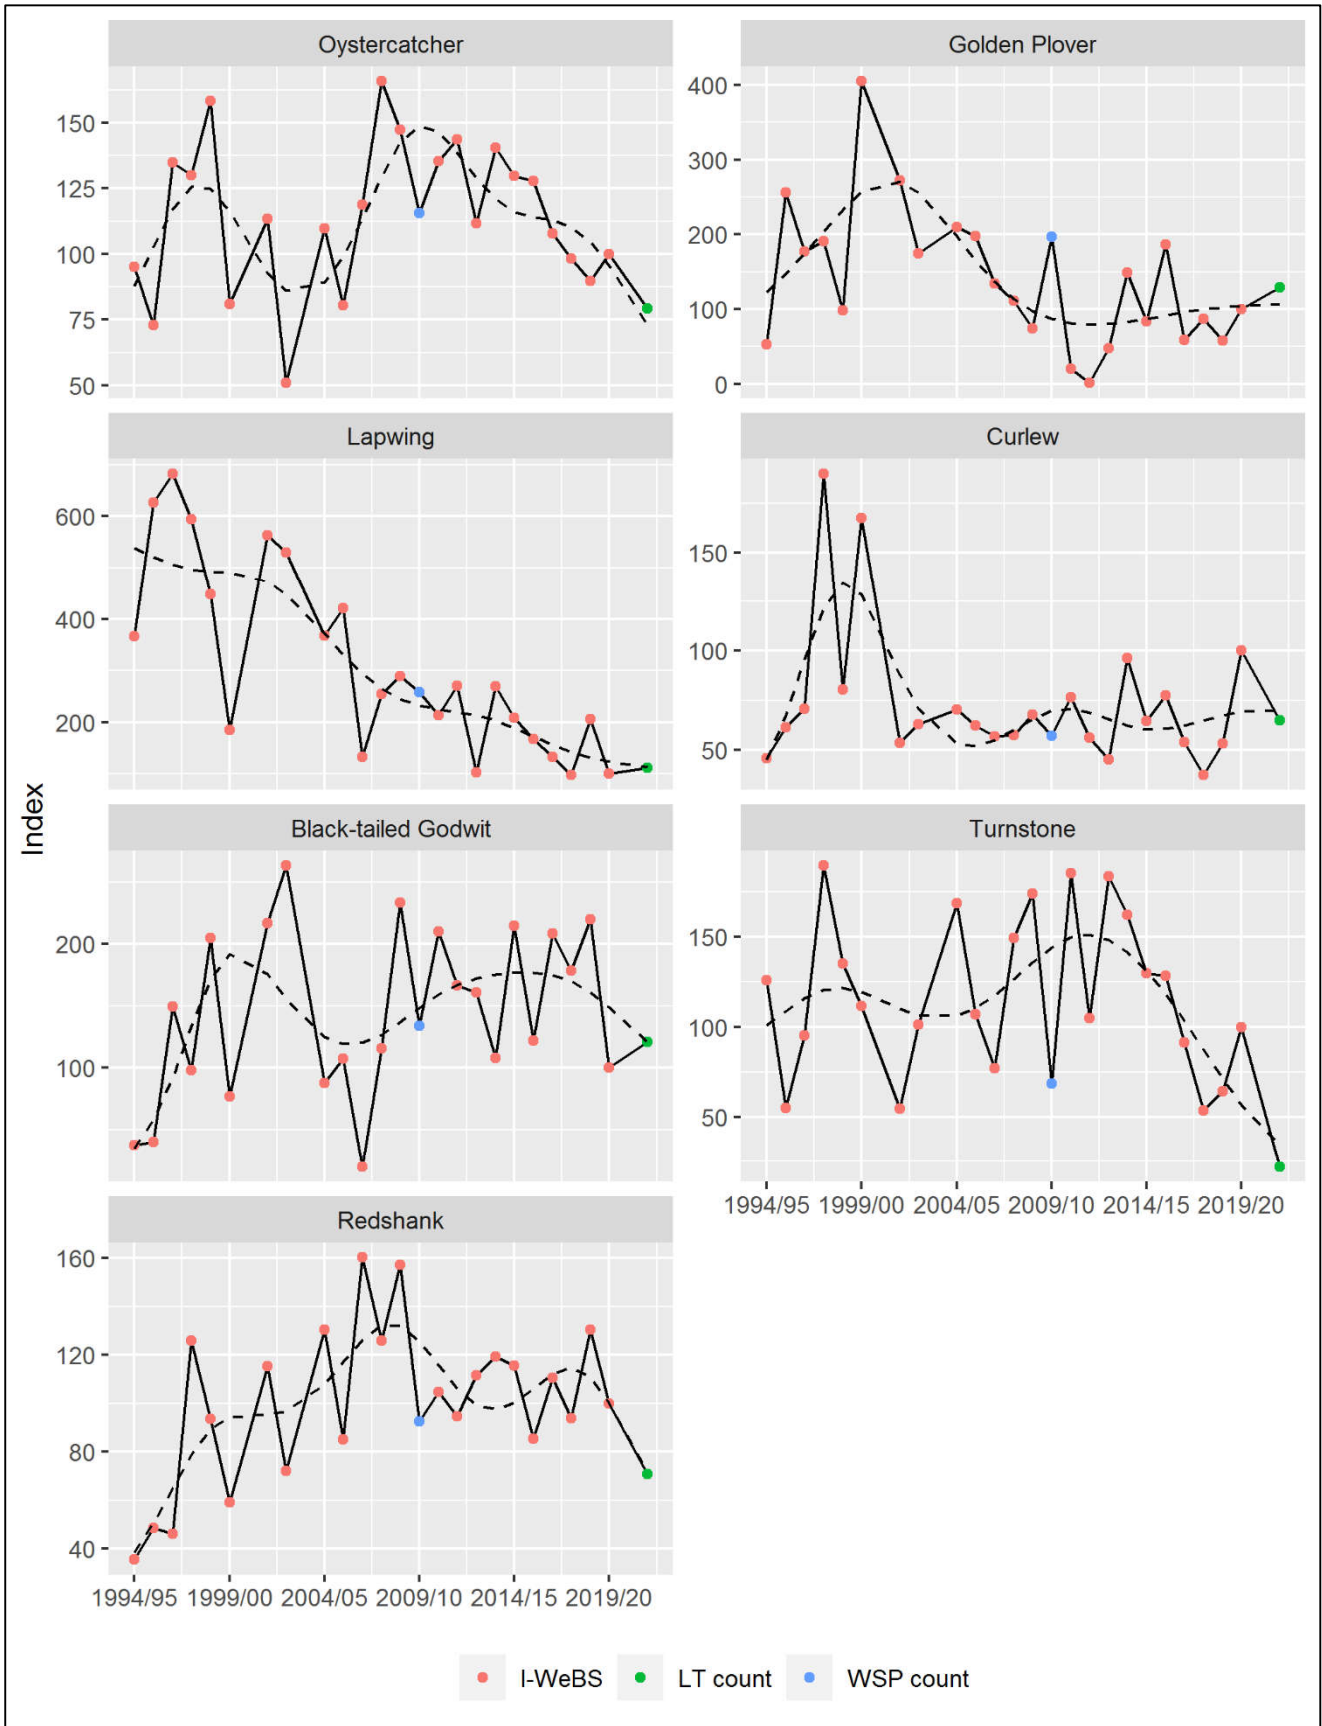 Oystercatcher
Golden Plover
150
125
100
75
50
400
300
200
100
0
Lapwing
Curlew
600
400
200
150
100
50
Index
Black-tailed Godwit
Turnstone
200
100
150
100
50
1994/95 1999/00 2004/05 2009/10 2014/15 2019/20
Redshank
160
120
80
40
1994/95 1999/00 2004/05 2009/10 2014/15 2019/20
I-WeBS LT count WSP count